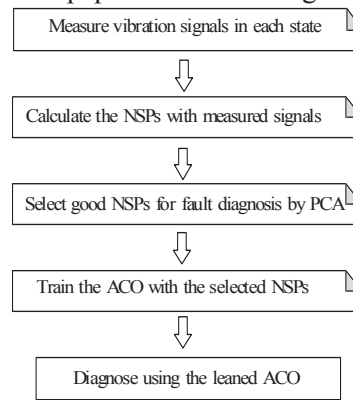 Measure vibration signals in each state
Calculate the NSPs with measured signals
Select good NSPs for fault diagnosis by PCA
Train the ACO with the selected NSPs
Diagnose using the leaned ACO